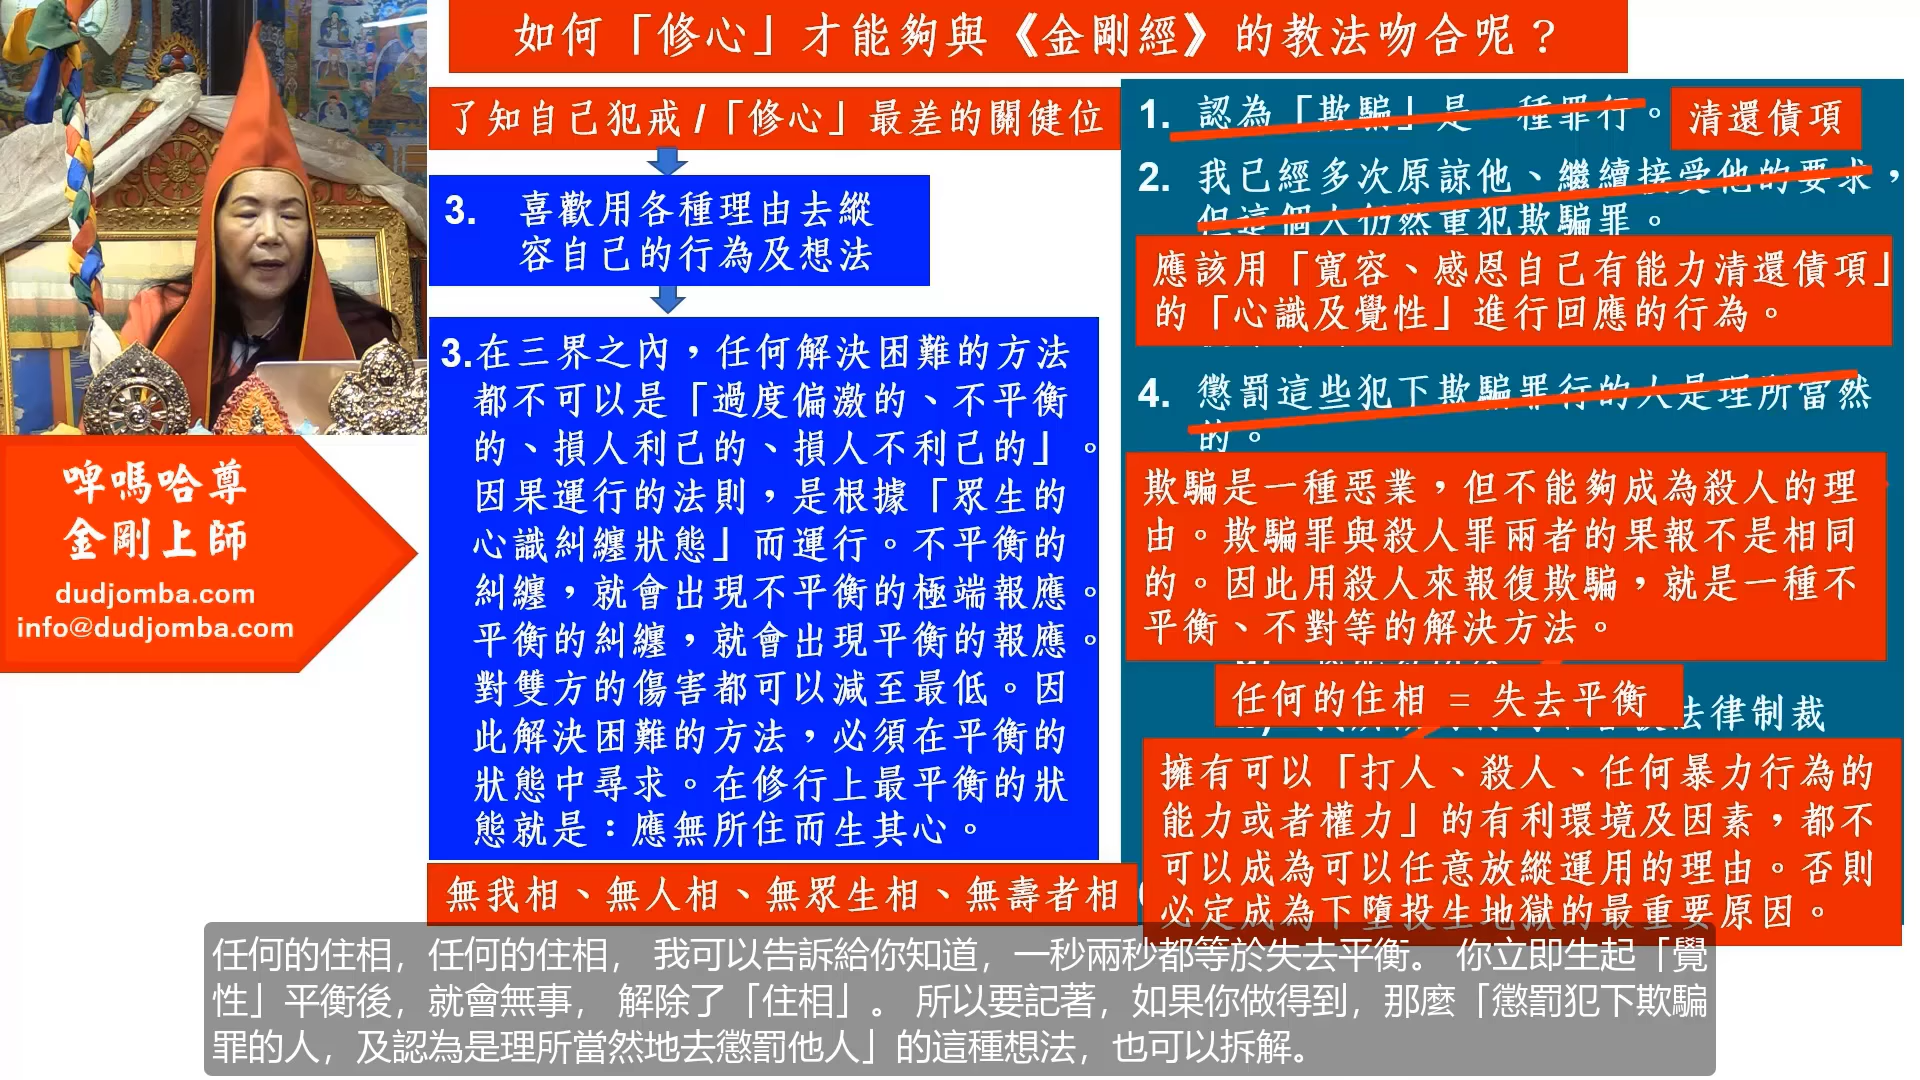 如何「修心」才能夠與《金剛經》的教法吻合呢？
了知自己犯戒/「修心」最差的關健位
3. 喜歡用各種理由去縱
容自己的行為及想法
3.在三界之內，任何解決困難的方法
都不可以是「過度偏激的、不平衡
的、損人利己的、損人不利己的」。
因果運行的法則，是根據「眾生的
心識糾纏狀態」而運行。不平衡的
糾纏，就會出現不平衡的極端報應。
平衡的糾纏，就會出現平衡的報應。
對雙方的傷害都可以減至最低。因
此解決困難的方法，必須在平衡的
狀態中尋求。在修行上最平衡的狀
態就是：應無所住而生其心。
無我相、無人相、無眾生相、無壽者相
1. 認為「欺騙」是一種罪行。
清還債項
2. 我已經多次原諒他、繼續接受他的要求，
但這個人仍然重犯欺騙罪。
應該用「寬容、感恩自己有能力清還債項」
的「心識及覺性」進行回應的行為。
4. 懲罰這些犯下欺騙罪行的人是理所當然
的。
欺騙是一種惡業，但不能夠成為殺人的理
由。欺騙罪與殺人罪兩者的果報不是相同
的。因此用殺人來報復欺騙，就是一種不
平衡、不對等的解決方法。
任何的住相 = 失去平衡
法律制裁
擁有可以「打人、殺人、任何暴力行為的
能力或者權力」的有利環境及因素，都不
可以成為可以任意放縱運用的理由。否則
必定成為下墮投生地獄的最重要原因。
啤嗎哈尊
金剛上師
dudjomba.com
info@dudjomba.com
任何的住相，任何的住相， 我可以告訴給你知道，一秒兩秒都等於失去平衡。 你立即生起「覺
性」平衡後，就會無事， 解除了「住相」。 所以要記著，如果你做得到，那麼「懲罰犯下欺騙
罪的人，及認為是理所當然地去懲罰他人」的這種想法，也可以拆解。